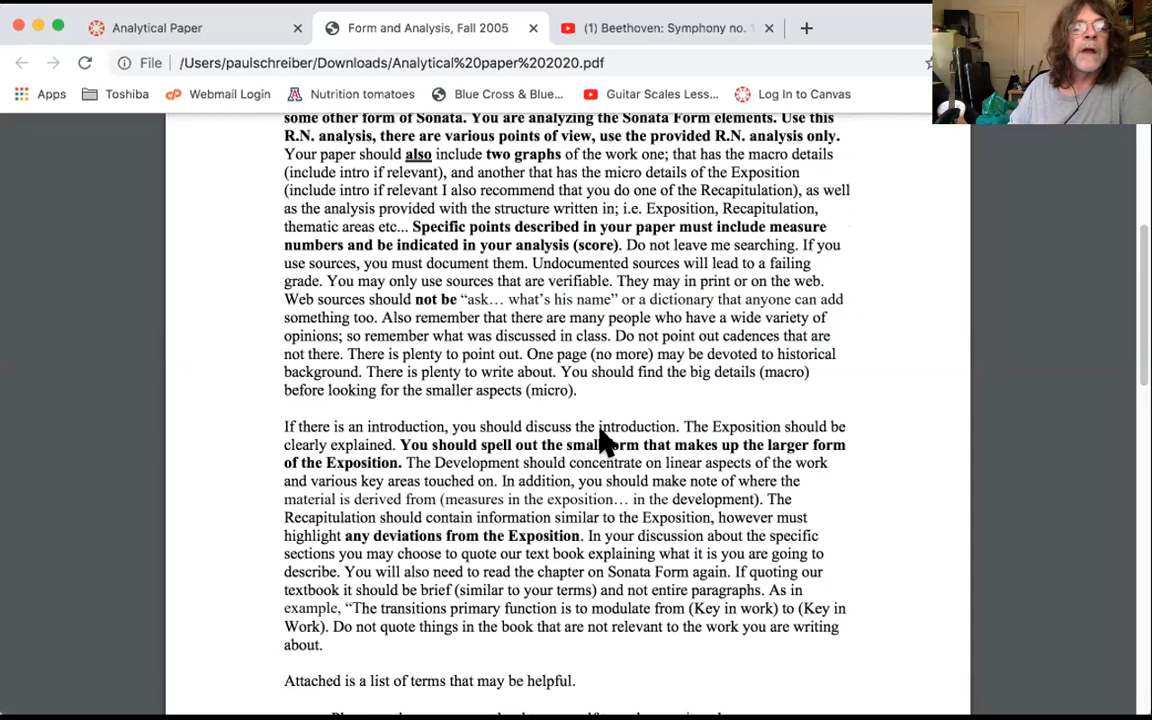 Analytical Paper
Form and Analysis, Fall 2005
(1) Beethoven: Symphony no. 1
File
/Users/paulschreiber/Downloads/Analytical%20paper%202020.pdf
Apps
Toshiba
Webmail Login
Nutrition tomatoes
Blue Cross & Blue...
Guitar Scales Less...
Log In to Canvas
some other form of Sonata. You are analyzing the Sonata Form elements. Use this
R.N. analysis, there are various points of view, use the provided R.N. analysis only.
Your paper should also include two graphs of the work one; that has the macro details
(include intro if relevant), and another that has the micro details of the Exposition
(include intro if relevant I also recommend that you do one of the Recapitulation), as well
as the analysis provided with the structure written in; i.e. Exposition, Recapitulation,
thematic areas etc... Specific points described in your paper must include measure
numbers and be indicated in your analysis (score). Do not leave me searching. If you
use sources, you must document them. Undocumented sources will lead to a failing
grade. You may only use sources that are verifiable. They may in print or on the web.
Web sources should not be “ask… what’s his name” or a dictionary that anyone can add
something too. Also remember that there are many people who have a wide variety of
opinions; so remember what was discussed in class. Do not point out cadences that are
not there. There is plenty to point out. One page (no more) may be devoted to historical
background. There is plenty to write about. You should find the big details (macro)
before looking for the smaller aspects (micro).
If there is an introduction, you should discuss the introduction. The Exposition should be
clearly explained. You should spell out the small form that makes up the larger form
of the Exposition. The Development should concentrate on linear aspects of the work
and various key areas touched on. In addition, you should make note of where the
material is derived from (measures in the exposition… in the development). The
Recapitulation should contain information similar to the Exposition, however must
highlight any deviations from the Exposition. In your discussion about the specific
sections you may choose to quote our text book explaining what it is you are going to
describe. You will also need to read the chapter on Sonata Form again. If quoting our
textbook it should be brief (similar to your terms) and not entire paragraphs. As in
example, “The transitions primary function is to modulate from (Key in work) to (Key in
Work). Do not quote things in the book that are not relevant to the work you are writing
about.
Attached is a list of terms that may be helpful.